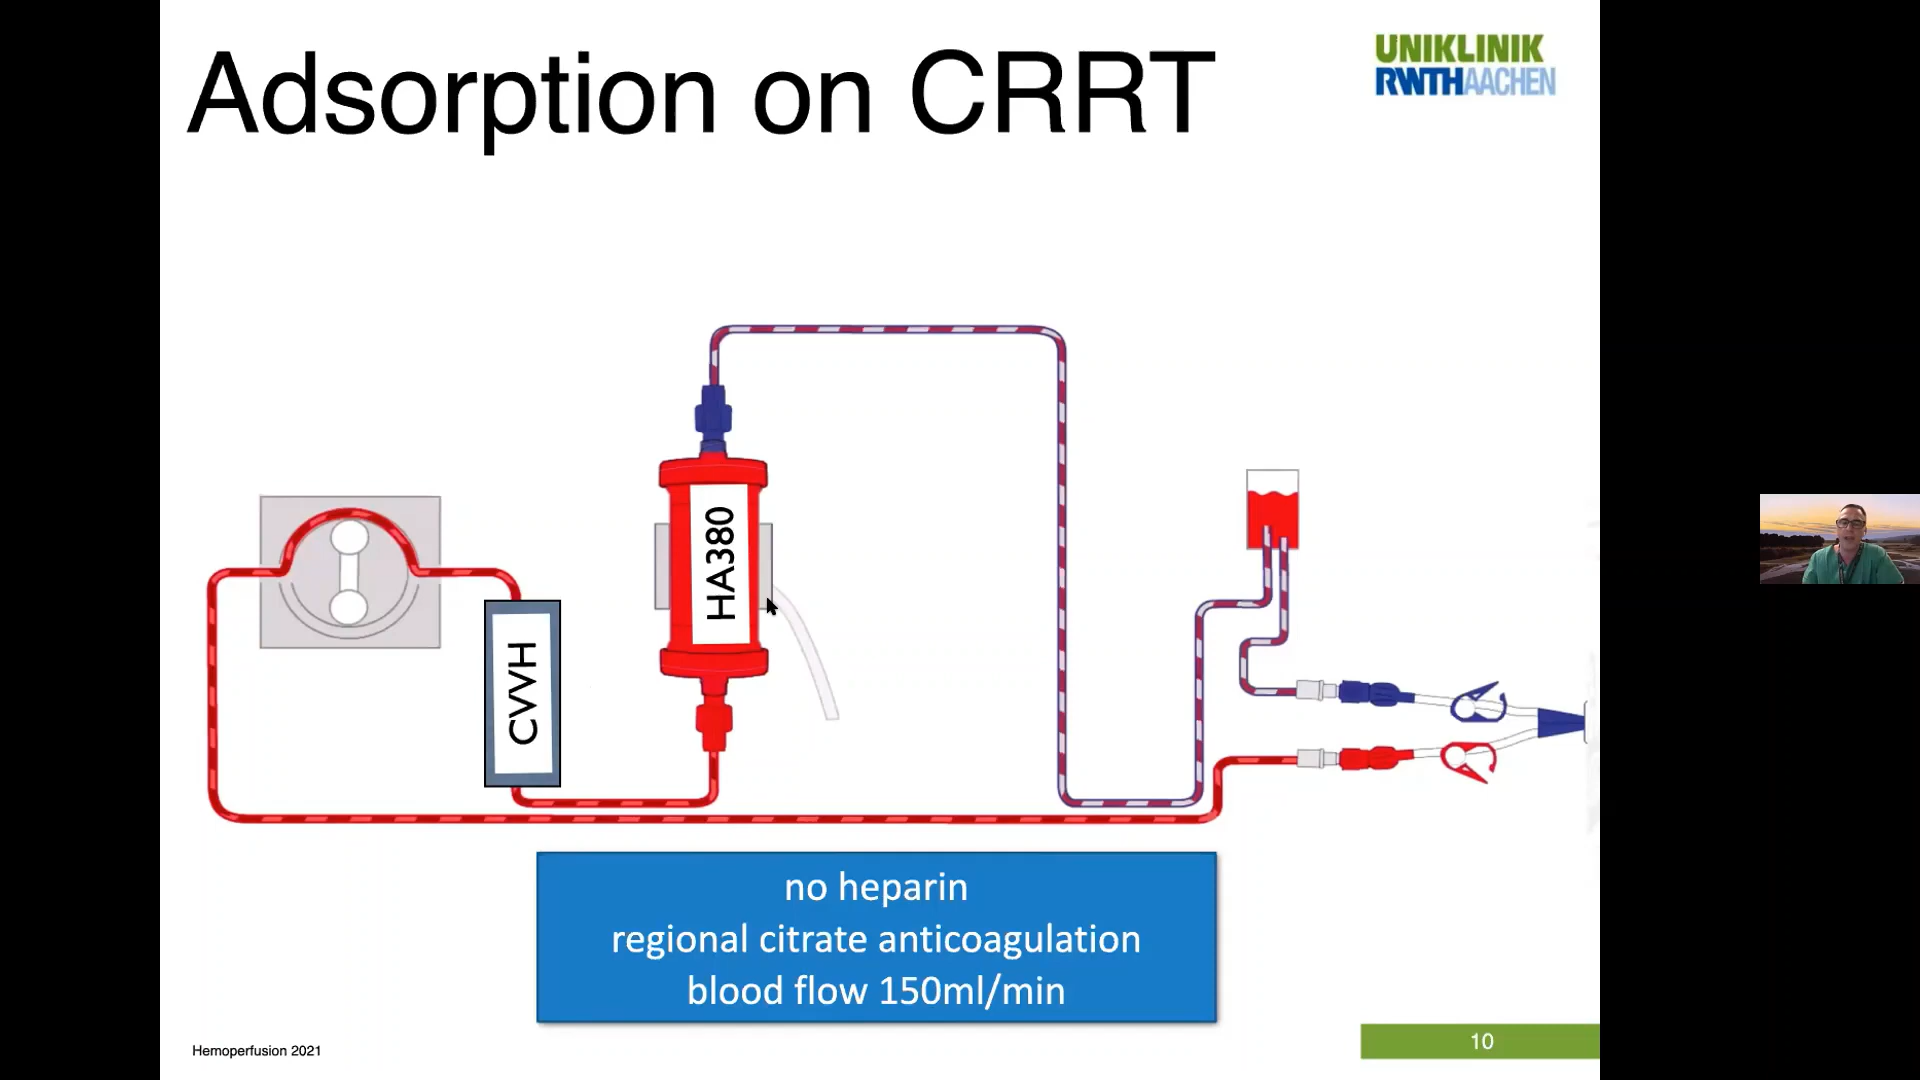 Adsorption on CRRT
UNIKLINIK
RWTHAACHEN
HA380
CVVH
no heparin
regional citrate anticoagulation
blood flow 150ml/min
Hemoperfusion 2021
10